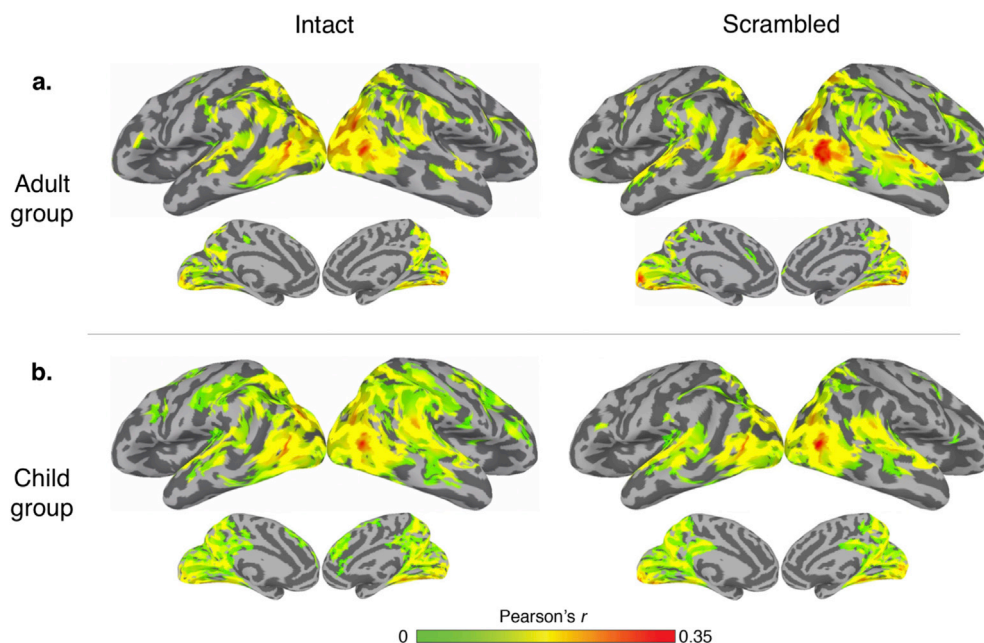 Intact
Scrambled
a.
Adult
group
b.
Child
group
Pearson's r
0
0.35